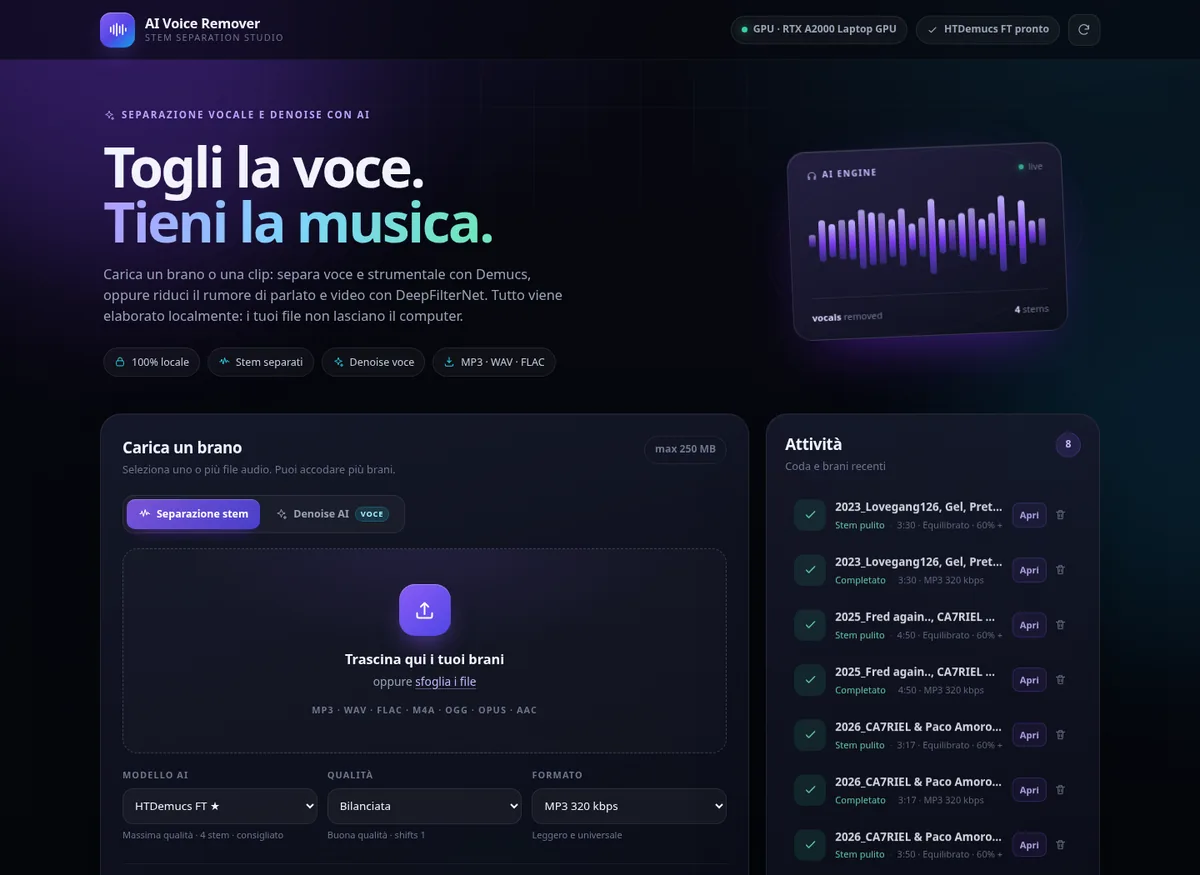 AI Voice Remover
STEM SEPARATION STUDIO
GPU · RTX A2000 Laptop GPU
HTDemucs FT pronto
SEPARAZIONE VOCALE E DENOISE CON AI
Togli la voce.
Tieni la musica.
Carica un brano o una clip: separa voce e strumentale con Demucs,
oppure riduci il rumore di parlato e video con DeepFilterNet. Tutto viene
elaborato localmente: i tuoi file non lasciano il computer.
100% locale
Stem separati
Denoise voce
MP3 · WAV · FLAC
AI ENGINE
live
vocals removed
4 stems
Carica un brano
Seleziona uno o più file audio. Puoi accodare più brani.
max 250 MB
Separazione stem
Denoise AI VOCE
Trascina qui i tuoi brani
oppure sfoglia i file
MP3 · WAV · FLAC · M4A · OGG · OPUS · AAC
MODELLO AI
HTDemucs FT ★
Massima qualità · 4 stem · consigliato
QUALITÀ
Bilanciata
Buona qualità · shifts 1
FORMATO
MP3 320 kbps
Leggero e universale
Attività
8
Coda e brani recenti
2023_Lovegang126, Gel, Pret...
Stem pulito · 3:30 · Equilibrato · 60% +
Apri
2023_Lovegang126, Gel, Pret...
Completato · 3:30 · MP3 320 kbps
Apri
2025_Fred again.., CA7RIEL ...
Stem pulito · 4:50 · Equilibrato · 60% +
Apri
2025_Fred again.., CA7RIEL ...
Completato · 4:50 · MP3 320 kbps
Apri
2026_CA7RIEL & Paco Amoro...
Stem pulito · 3:17 · Equilibrato · 60% +
Apri
2026_CA7RIEL & Paco Amoro...
Completato · 3:17 · MP3 320 kbps
Apri
2026_CA7RIEL & Paco Amoro...
Stem pulito · 3:50 · Equilibrato · 60% +
Apri